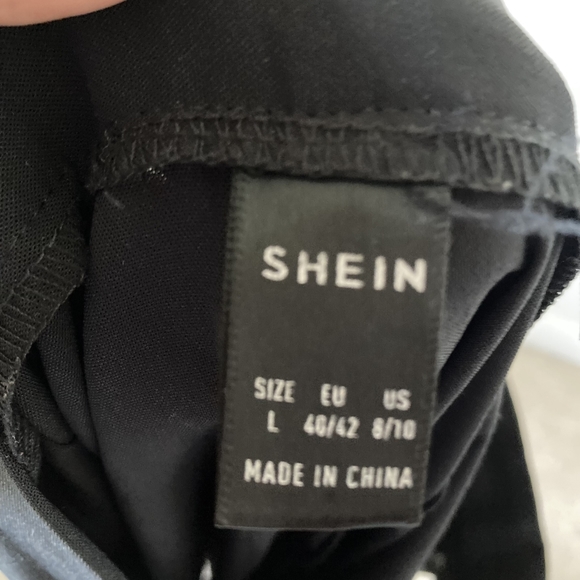 SHEIN
SIZE EU US
L 40/42 8/10
MADE IN CHINA